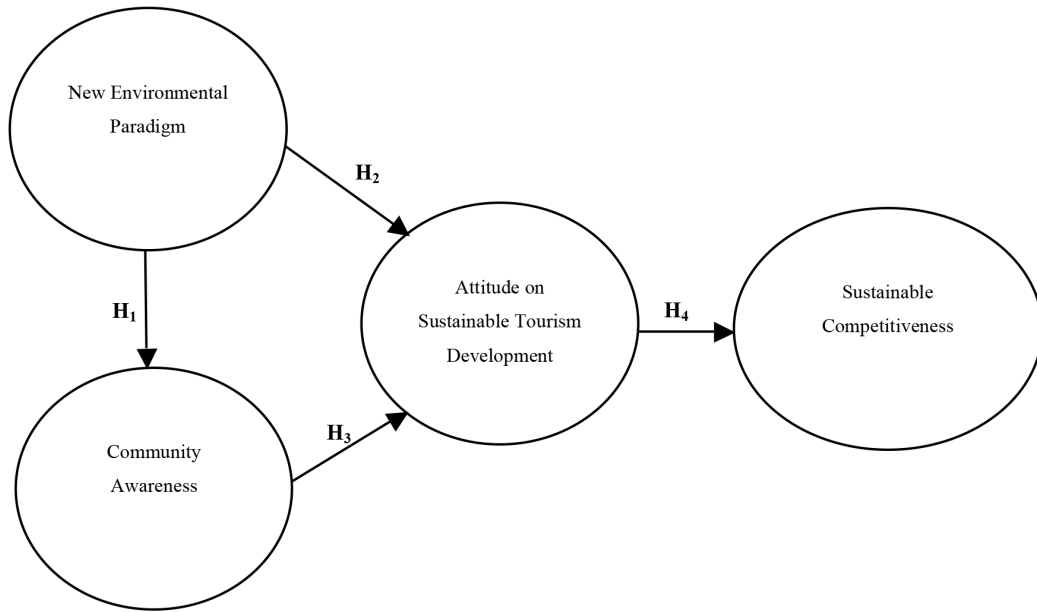 New Environmental
Paradigm
H₂
Attitude on
Sustainable Tourism
Development
Sustainable
Competitiveness
H₁
H₄
H₃
Community
Awareness